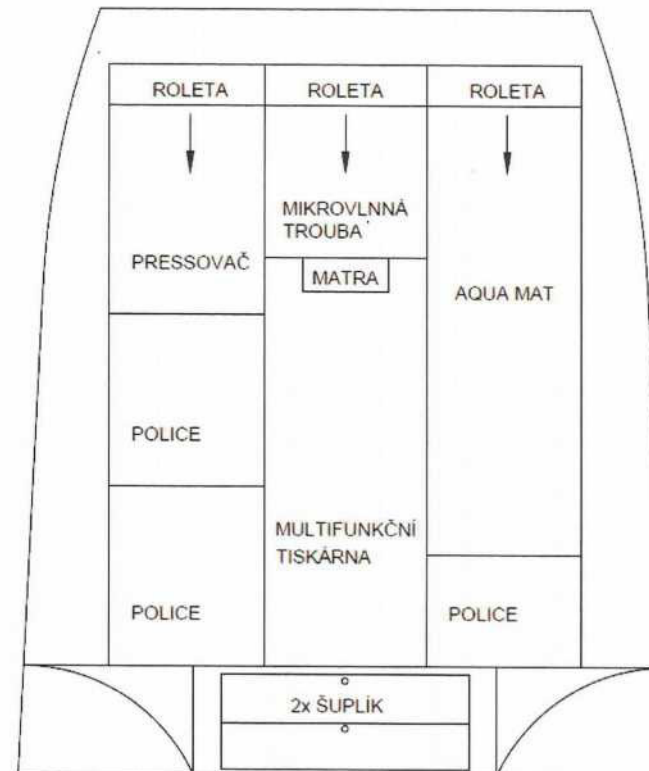 ROLETA
ROLETA
ROLETA
MIKROVLNNÁ
TROUBA
PRESSOVAČ
MATRA
AQUA MAT
POLICE
MULTIFUNKČNÍ
TISKÁRNA
POLICE
POLICE
2x ŠUPLÍK